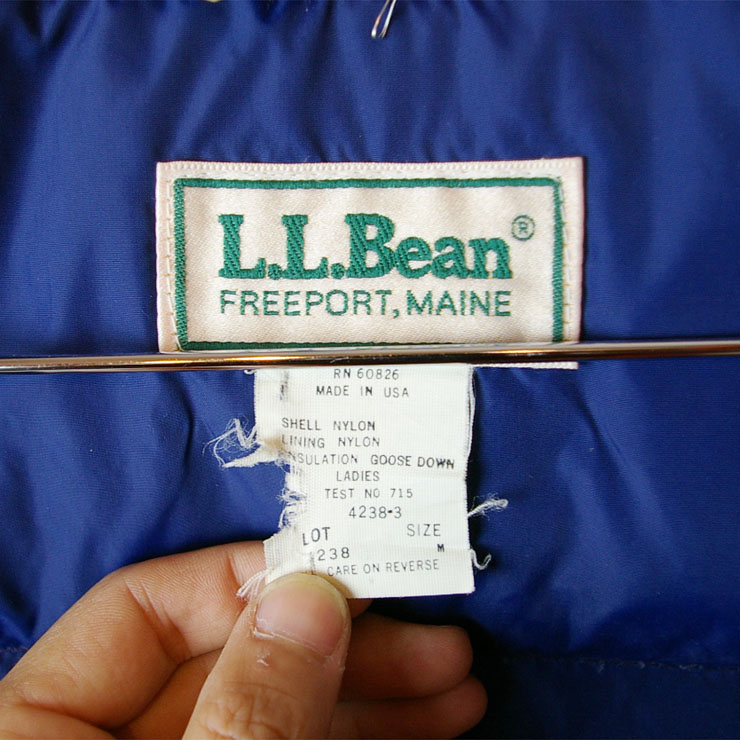 L.L.Bean®
FREEPORT, MAINE
RN 60826
MADE IN USA
SHELL NYLON
LINING NYLON
INSULATION GOOSE DOWN
LADIES
TEST NO 715
4238-3
LOT SIZE
238 M
CARE ON REVERSE